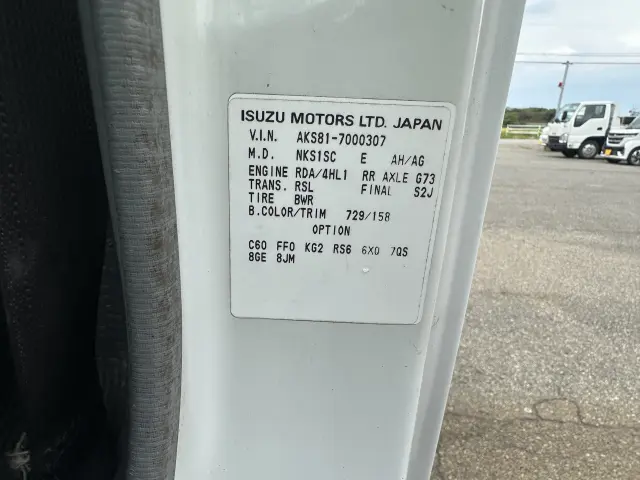 ISUZU MOTORS LTD. JAPAN
V.I.N. AKS81-7000307
M.D. NKS1SC E AH/AG
ENGINE RDA/4HL1 RR AXLE G73
TRANS. RSL FINAL S2J
TIRE BWR
B.COLOR/TRIM 729/158
OPTION
C60 FFO KG2 RS6 6X0 7QS
8GE 8JM